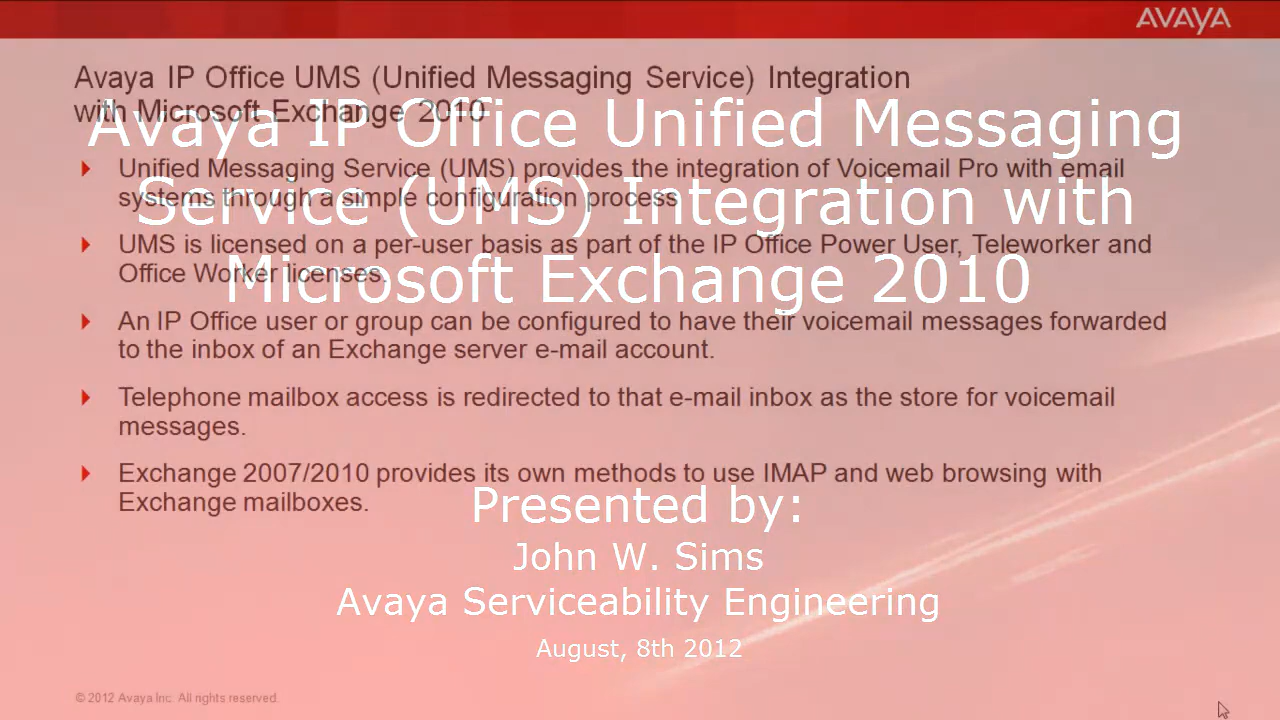 AVAYA
Avaya IP Office UMS (Unified Messaging Service) Integration
with Microsoft Exchange 2010
Unified Messaging Service (UMS) provides the integration of Voicemail Pro with email
systems through a simple configuration process
UMS is licensed on a per-user basis as part of the IP Office Power User, Teleworker and
Office Worker licenses.
An IP Office user or group can be configured to have their voicemail messages forwarded
to the inbox of an Exchange server e-mail account.
Telephone mailbox access is redirected to that e-mail inbox as the store for voicemail
messages.
Exchange 2007/2010 provides its own methods to use IMAP and web browsing with
Exchange mailboxes.
Avaya IP Office Unified Messaging
Service (UMS) Integration with
Microsoft Exchange 2010
Presented by:
John W. Sims
Avaya Serviceability Engineering
August, 8th 2012
© 2012 Avaya Inc. All rights reserved.